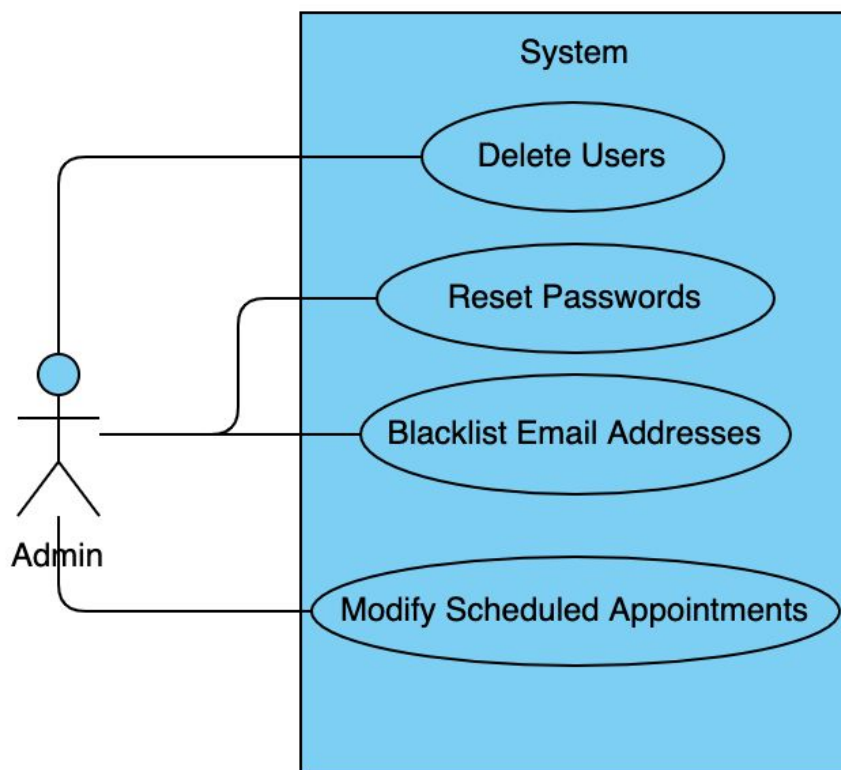 System
Delete Users
Reset Passwords
Blacklist Email Addresses
Admin
Modify Scheduled Appointments